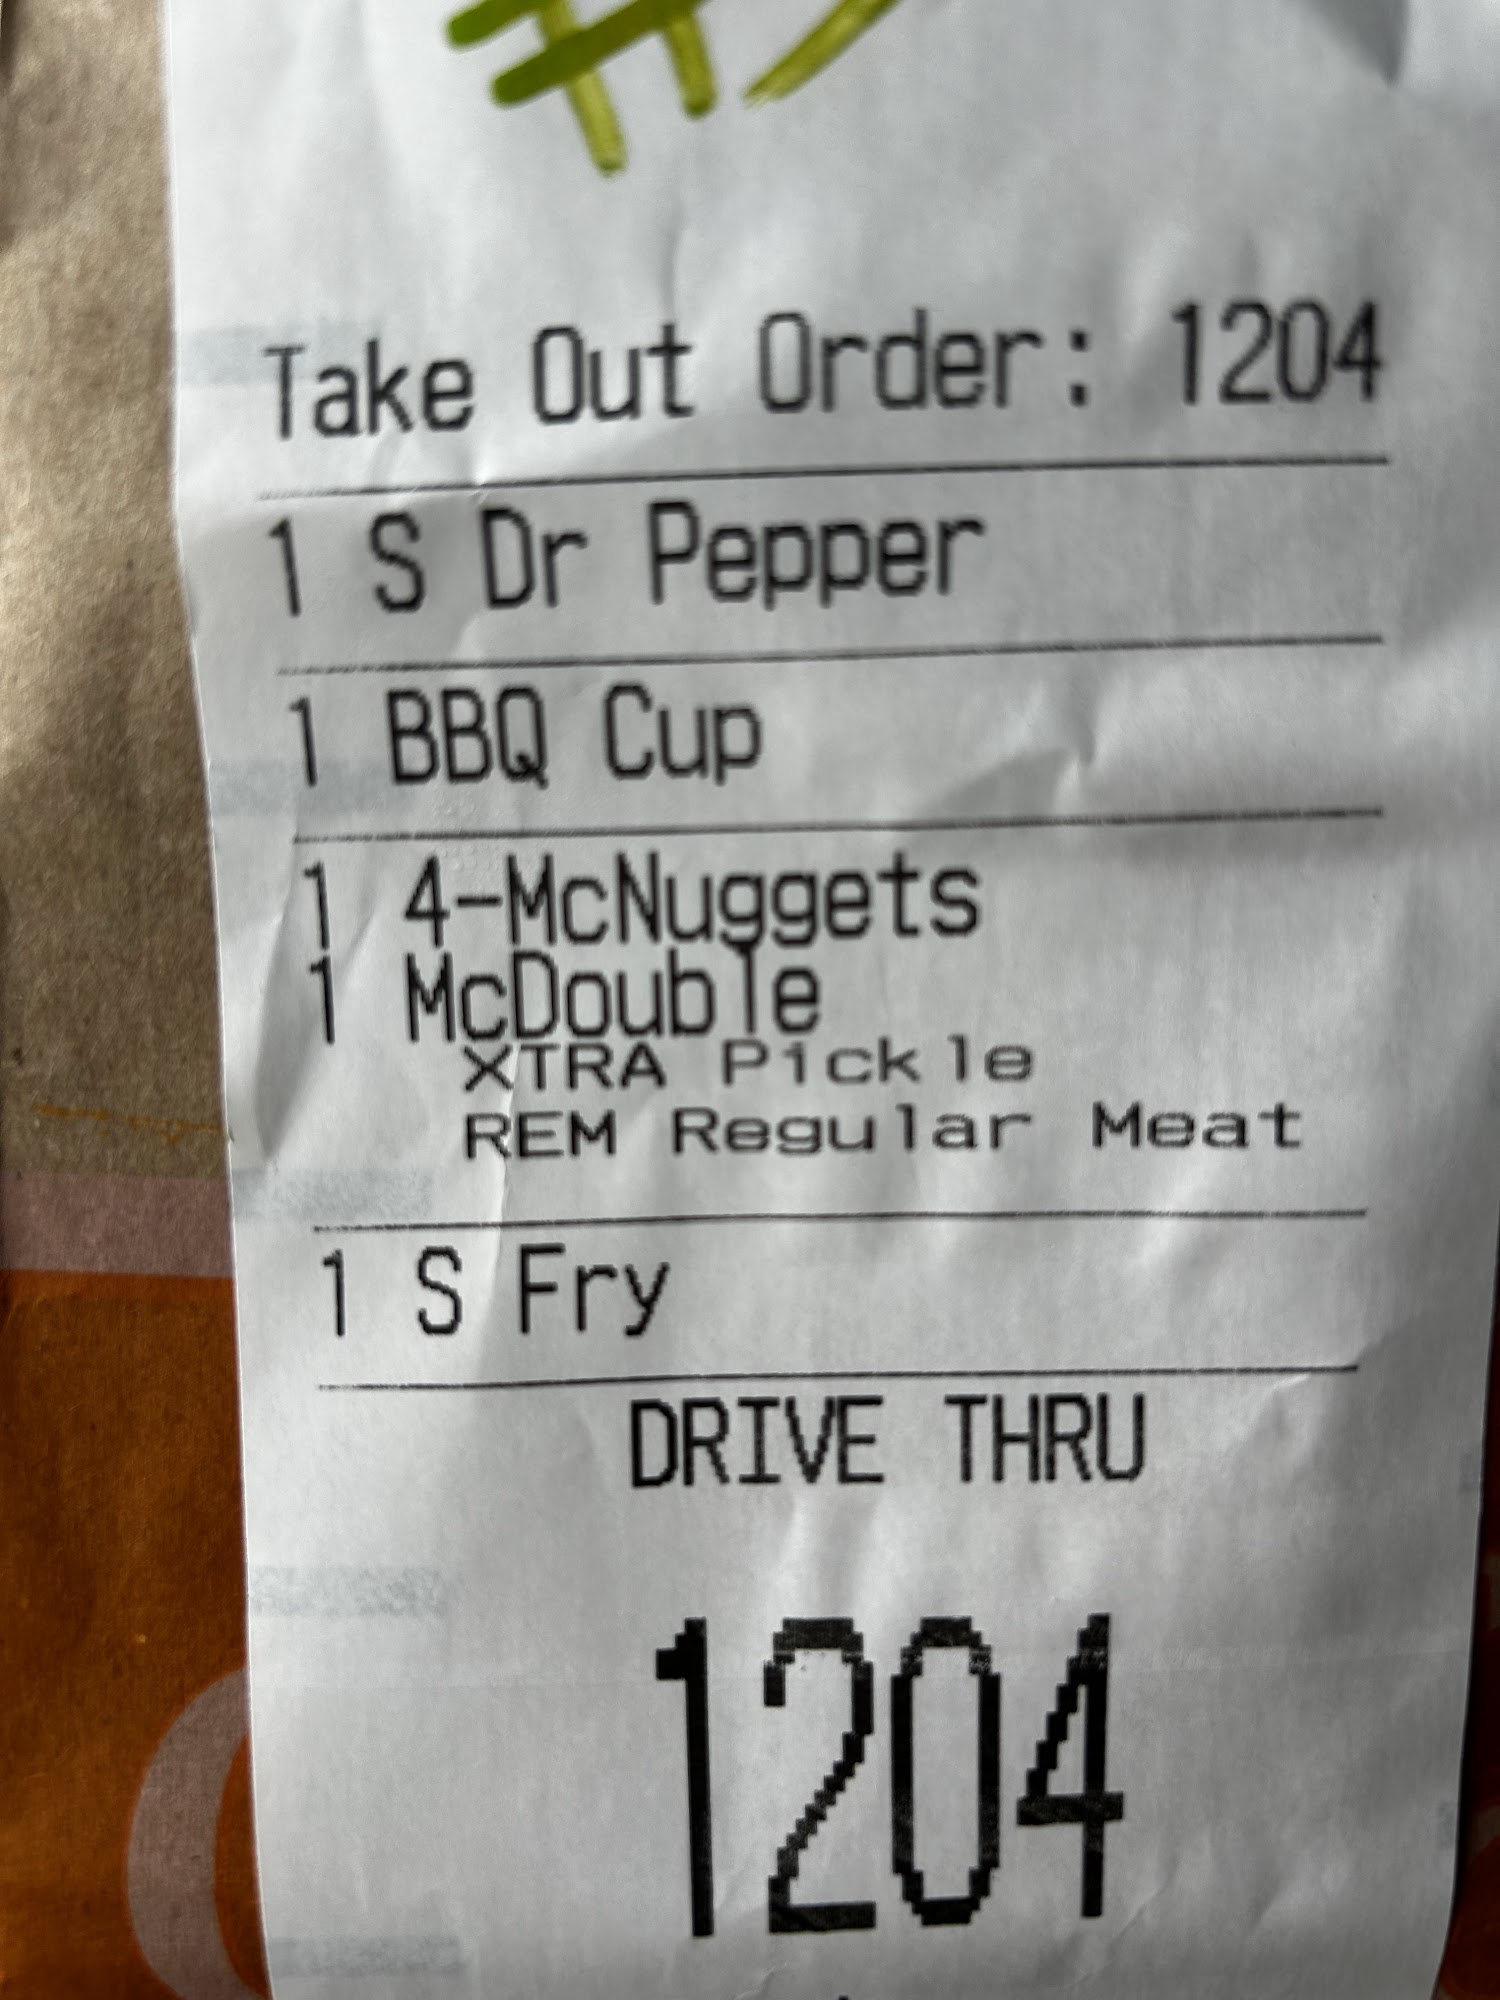 Take Out Order: 1204
1 S Dr Pepper
1 BBQ Cup
1 4-McNuggets
1 McDouble
XTRA Pickle
REM Regular Meat
1 S Fry
DRIVE THRU
1204